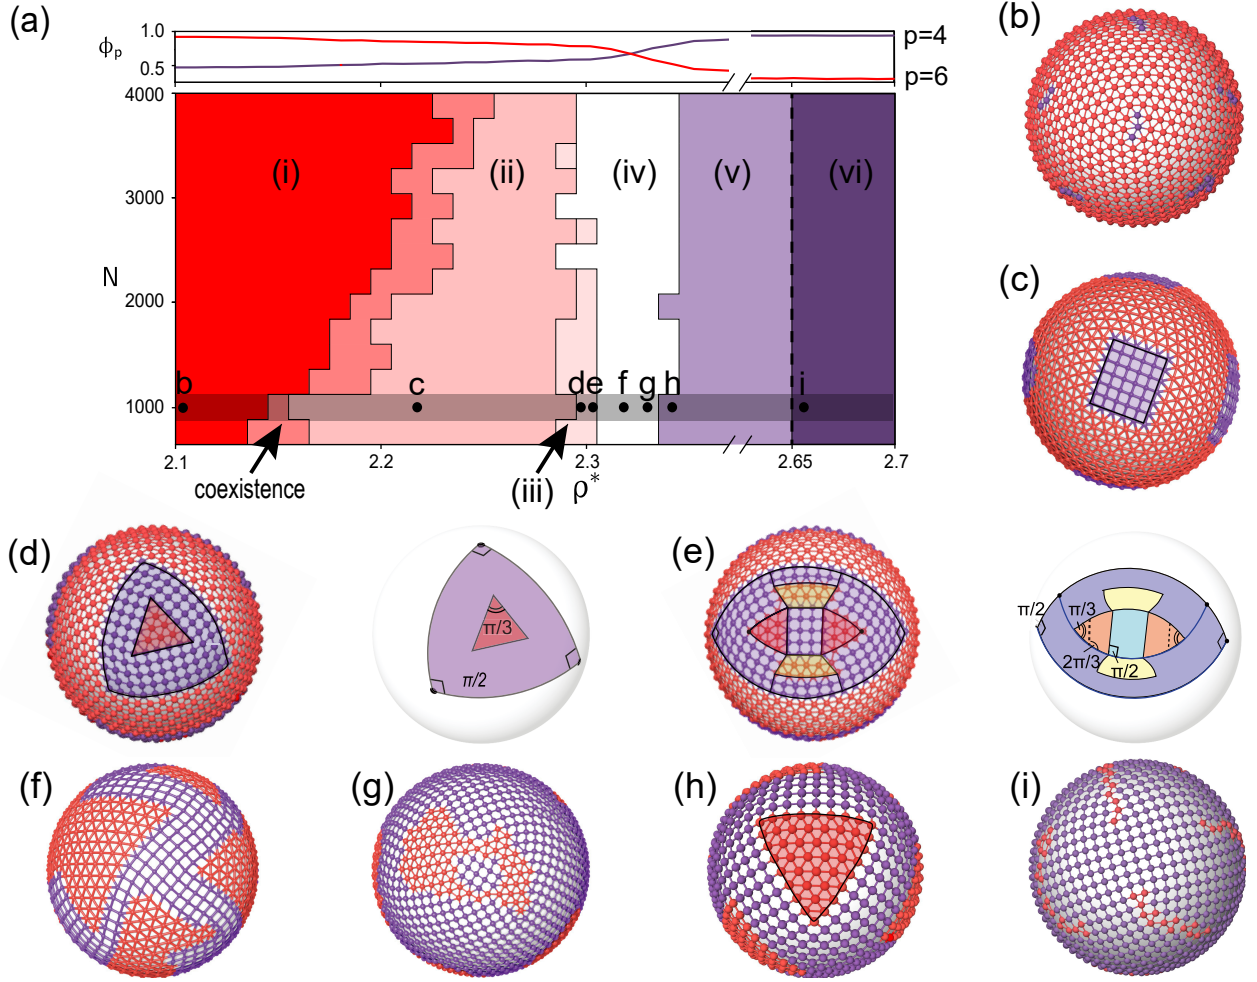 (a)
ϕp
1.0
0.5
p=4
p=6
4000
3000
N
2000
1000
(i)
(ii)
(iv)
(v)
(vi)
b
c
d
e
f
g
h
i
2.1
2.2
2.3
2.65
2.7
coexistence
(iii)
ρ*
(b)
(c)
(d)
π/3
π/2
(e)
π/2
π/3
2π/3
π/2
(f)
(g)
(h)
(i)